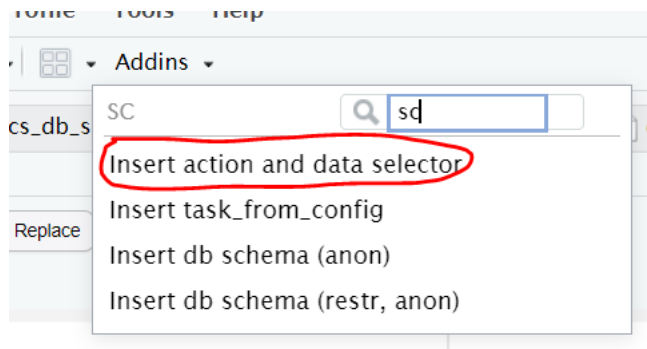 Profile Tools Help
Addins
cs_db_s
SC
sc
Insert action and data selector
Insert task_from_config
Replace
Insert db schema (anon)
Insert db schema (restr, anon)